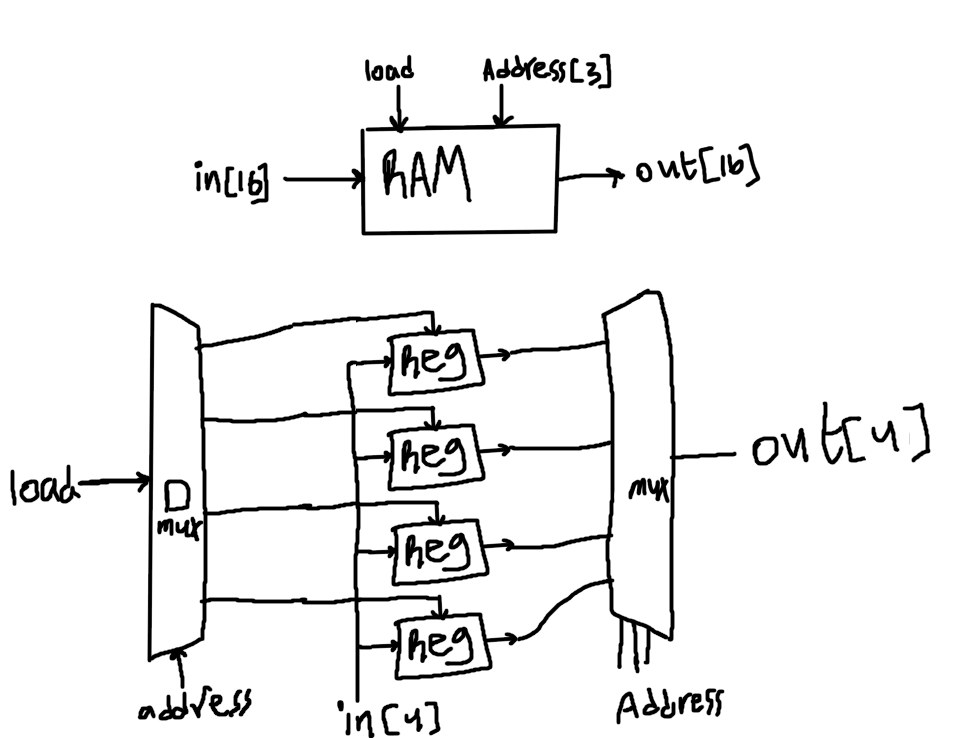 load Address[3]
in[16] RAM out[16]
Reg
Reg
load D mux mux out[4]
Reg
Reg
address in[4] Address